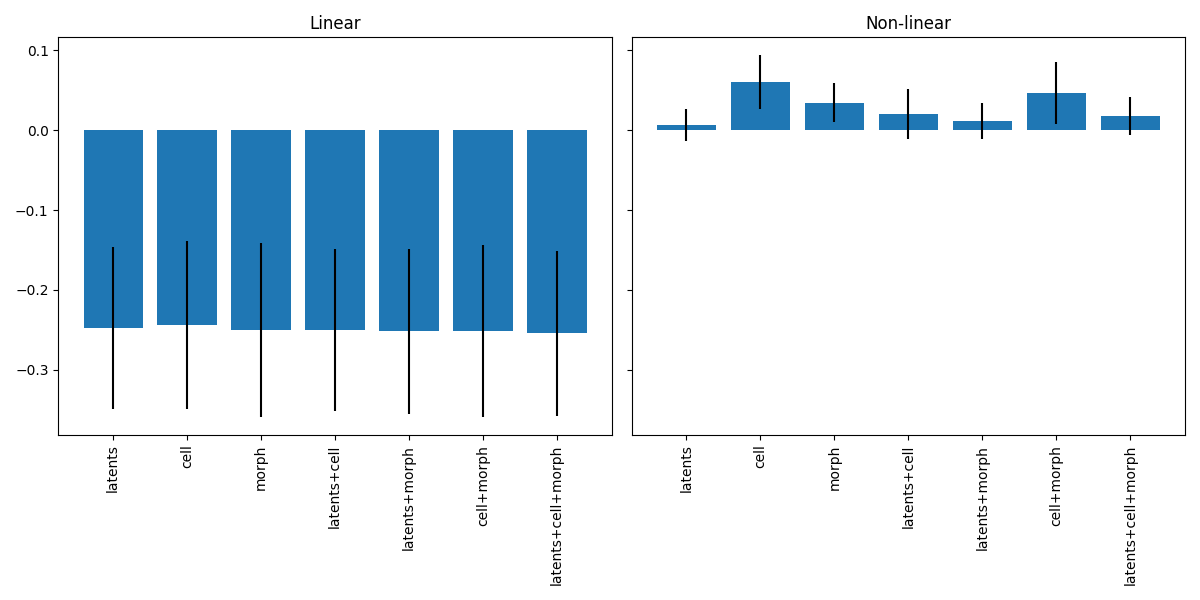 Linear
Non-linear
0.1
0.0
−0.1
−0.2
−0.3
latents
cell
morph
latents+cell
latents+morph
cell+morph
latents+cell+morph
latents
cell
morph
latents+cell
latents+morph
cell+morph
latents+cell+morph